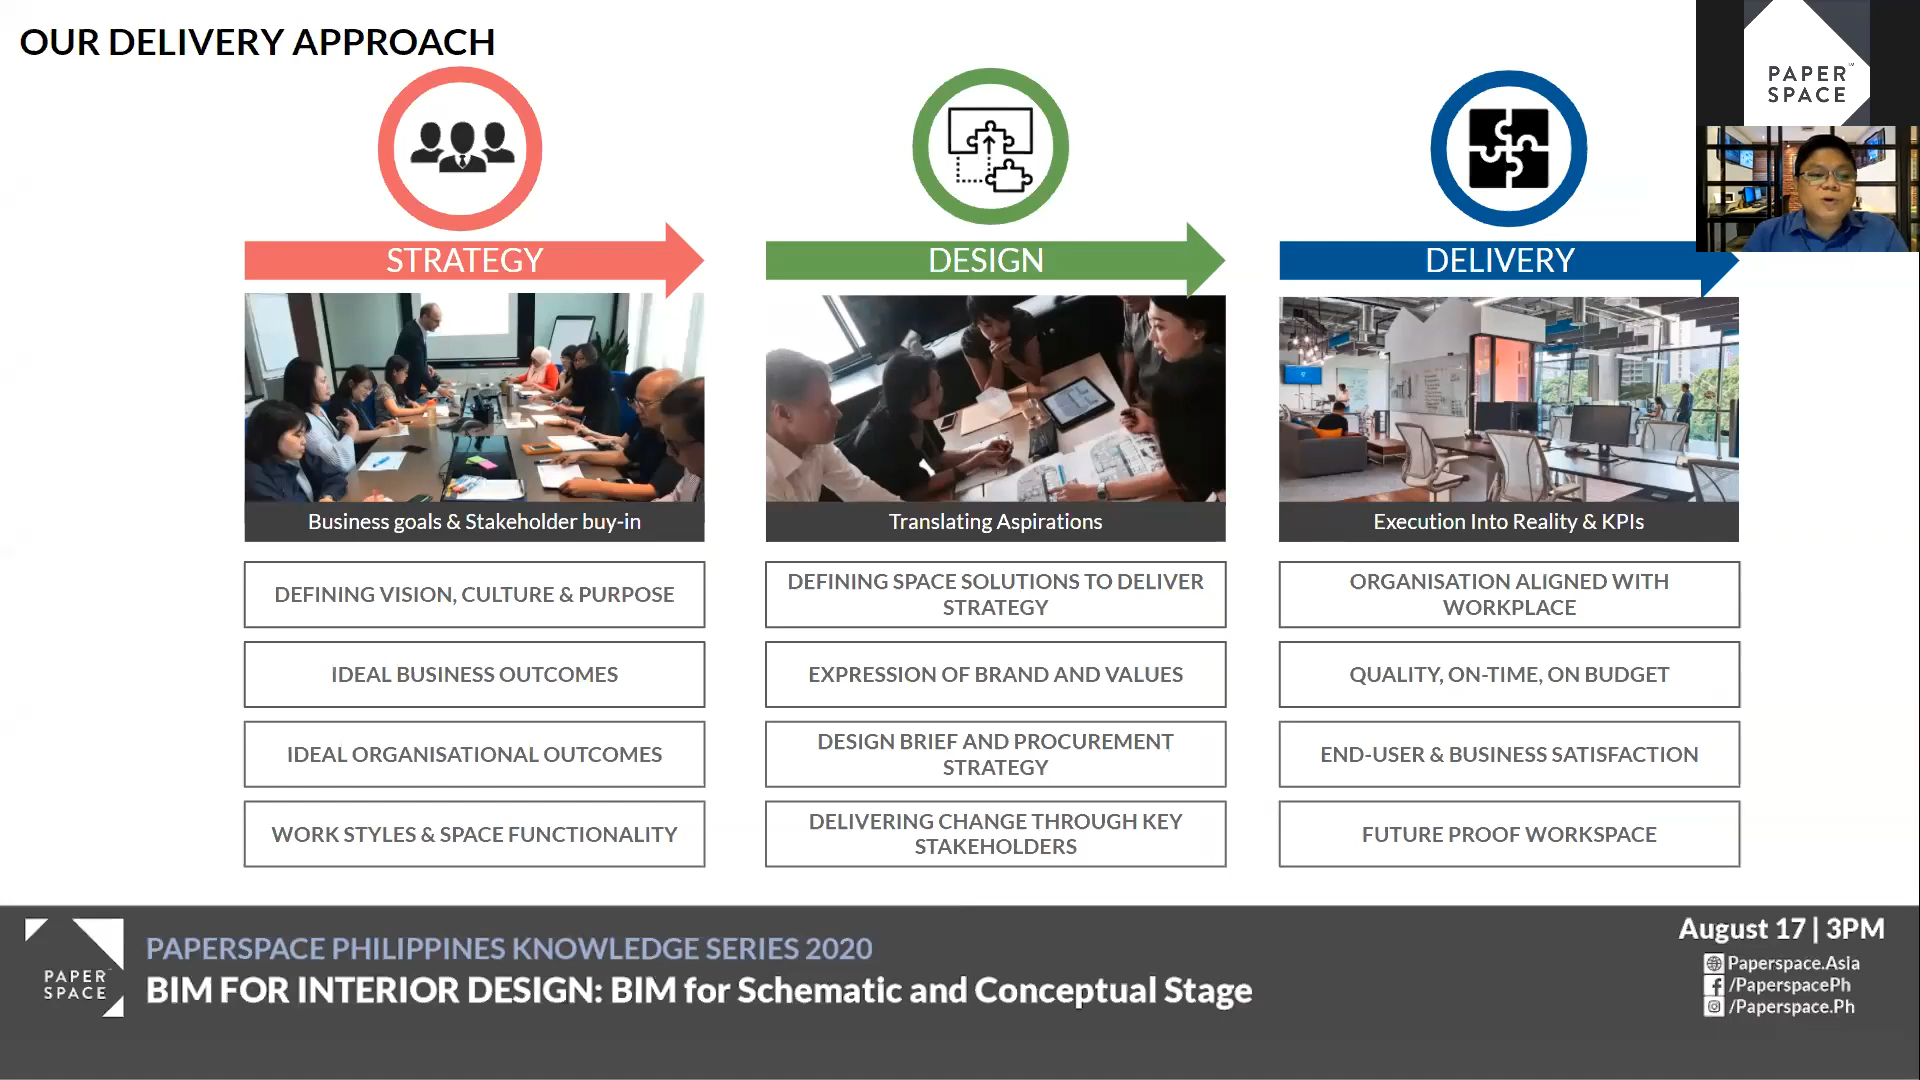 OUR DELIVERY APPROACH
PAPER
SPACE
STRATEGY
DESIGN
DELIVERY
Business goals & Stakeholder buy-in
Translating Aspirations
Execution Into Reality & KPIs
DEFINING VISION, CULTURE & PURPOSE
IDEAL BUSINESS OUTCOMES
IDEAL ORGANISATIONAL OUTCOMES
WORK STYLES & SPACE FUNCTIONALITY
DEFINING SPACE SOLUTIONS TO DELIVER
STRATEGY
EXPRESSION OF BRAND AND VALUES
DESIGN BRIEF AND PROCUREMENT
STRATEGY
DELIVERING CHANGE THROUGH KEY
STAKEHOLDERS
ORGANISATION ALIGNED WITH
WORKPLACE
QUALITY, ON-TIME, ON BUDGET
END-USER & BUSINESS SATISFACTION
FUTURE PROOF WORKSPACE
PAPER
SPACE
PAPERSPACE PHILIPPINES KNOWLEDGE SERIES 2020
BIM FOR INTERIOR DESIGN: BIM for Schematic and Conceptual Stage
August 17 | 3PM
Paperspace.Asia
/PaperspacePh
/Paperspace.Ph